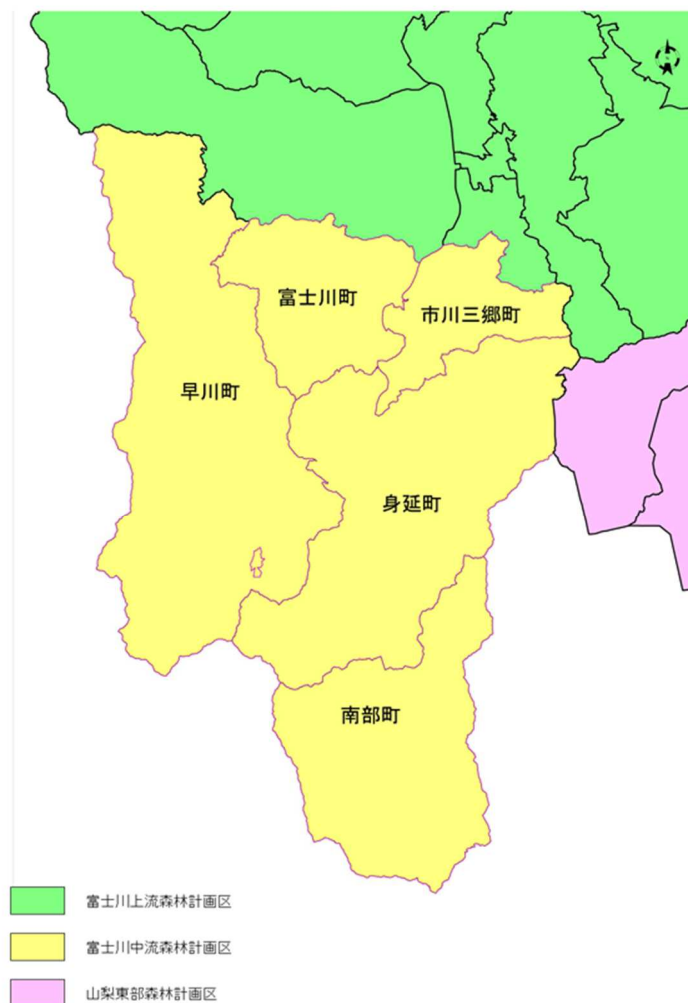 富士川町
市川三郷町
早川町
身延町
南部町
富士川上流森林計画区
富士川中流森林計画区
山梨東部森林計画区